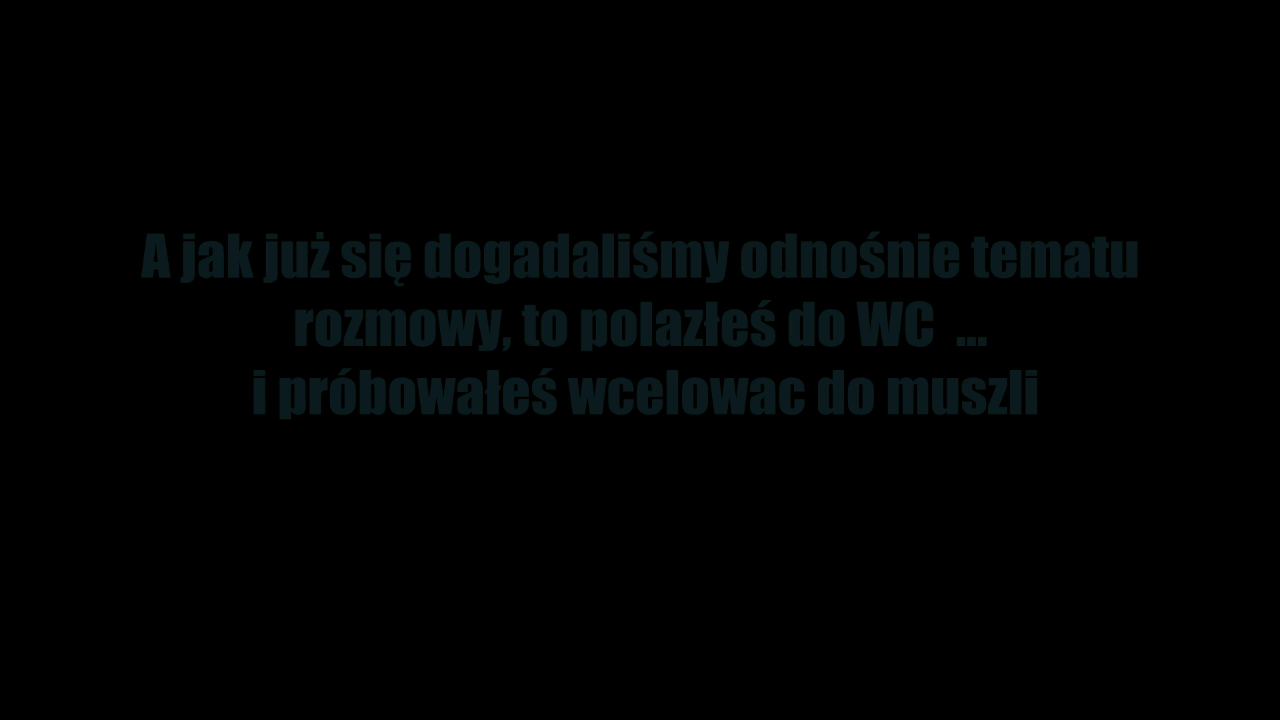 A jak już się dogadaliśmy odnośnie tematu
rozmowy, to polazłeś do WC  ...
i próbowałeś wcelowac do muszli